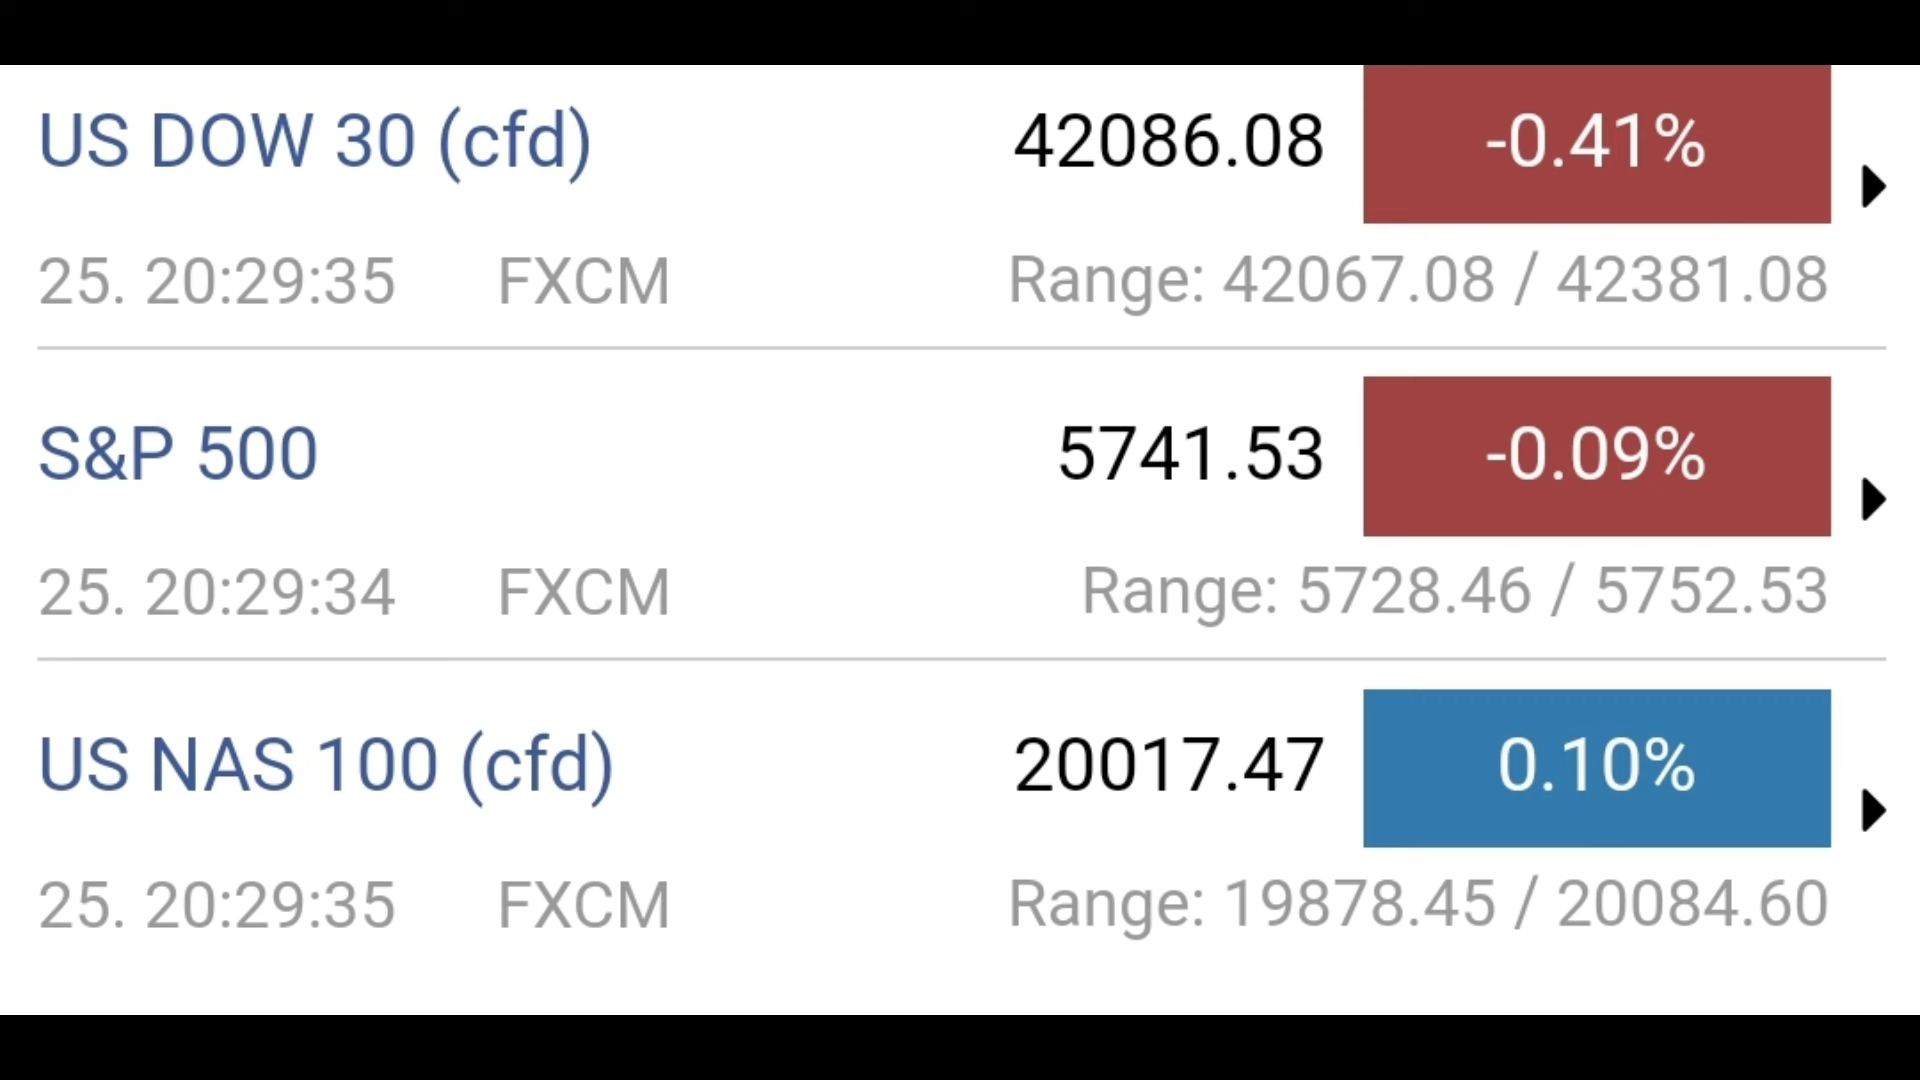 US DOW 30 (cfd) 42086.08 -0.41%
25. 20:29:35 FXCM Range: 42067.08 / 42381.08
S&P 500 5741.53 -0.09%
25. 20:29:34 FXCM Range: 5728.46 / 5752.53
US NAS 100 (cfd) 20017.47 0.10%
25. 20:29:35 FXCM Range: 19878.45 / 20084.60